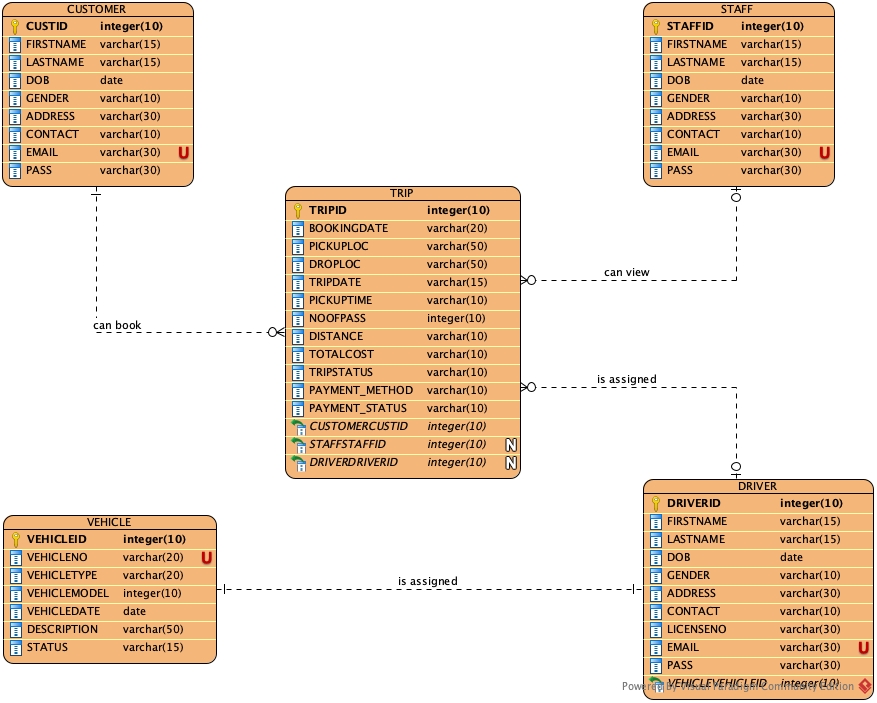 CUSTOMER
CUSTID integer(10)
FIRSTNAME varchar(15)
LASTNAME varchar(15)
DOB date
GENDER varchar(10)
ADDRESS varchar(30)
CONTACT varchar(10)
EMAIL varchar(30) U
PASS varchar(30)
STAFF
STAFFID integer(10)
FIRSTNAME varchar(15)
LASTNAME varchar(15)
DOB date
GENDER varchar(10)
ADDRESS varchar(30)
CONTACT varchar(10)
EMAIL varchar(30) U
PASS varchar(30)
TRIP
TRIPID integer(10)
BOOKINGDATE varchar(20)
PICKUPLOC varchar(50)
DROPLOC varchar(50)
TRIPDATE varchar(15)
PICKUPTIME varchar(10)
NOOFPASS integer(10)
DISTANCE varchar(10)
TOTALCOST varchar(10)
TRIPSTATUS varchar(10)
PAYMENT_METHOD varchar(10)
PAYMENT_STATUS varchar(10)
CUSTOMERCUSTID integer(10)
STAFFSTAFFID integer(10) N
DRIVERDRIVERID integer(10) N
can view
can book
is assigned
VEHICLE
VEHICLEID integer(10)
VEHICLENO varchar(20) U
VEHICLETYPE varchar(20)
VEHICLEMODEL integer(10)
VEHICLEDATE date
DESCRIPTION varchar(50)
STATUS varchar(15)
is assigned
DRIVER
DRIVERID integer(10)
FIRSTNAME varchar(15)
LASTNAME varchar(15)
DOB date
GENDER varchar(10)
ADDRESS varchar(30)
CONTACT varchar(10)
LICENSENO varchar(30)
EMAIL varchar(30) U
PASS varchar(30)
VEHICLEVEHICLEID integer(10)
Powered By Visual Paradigm Community Edition